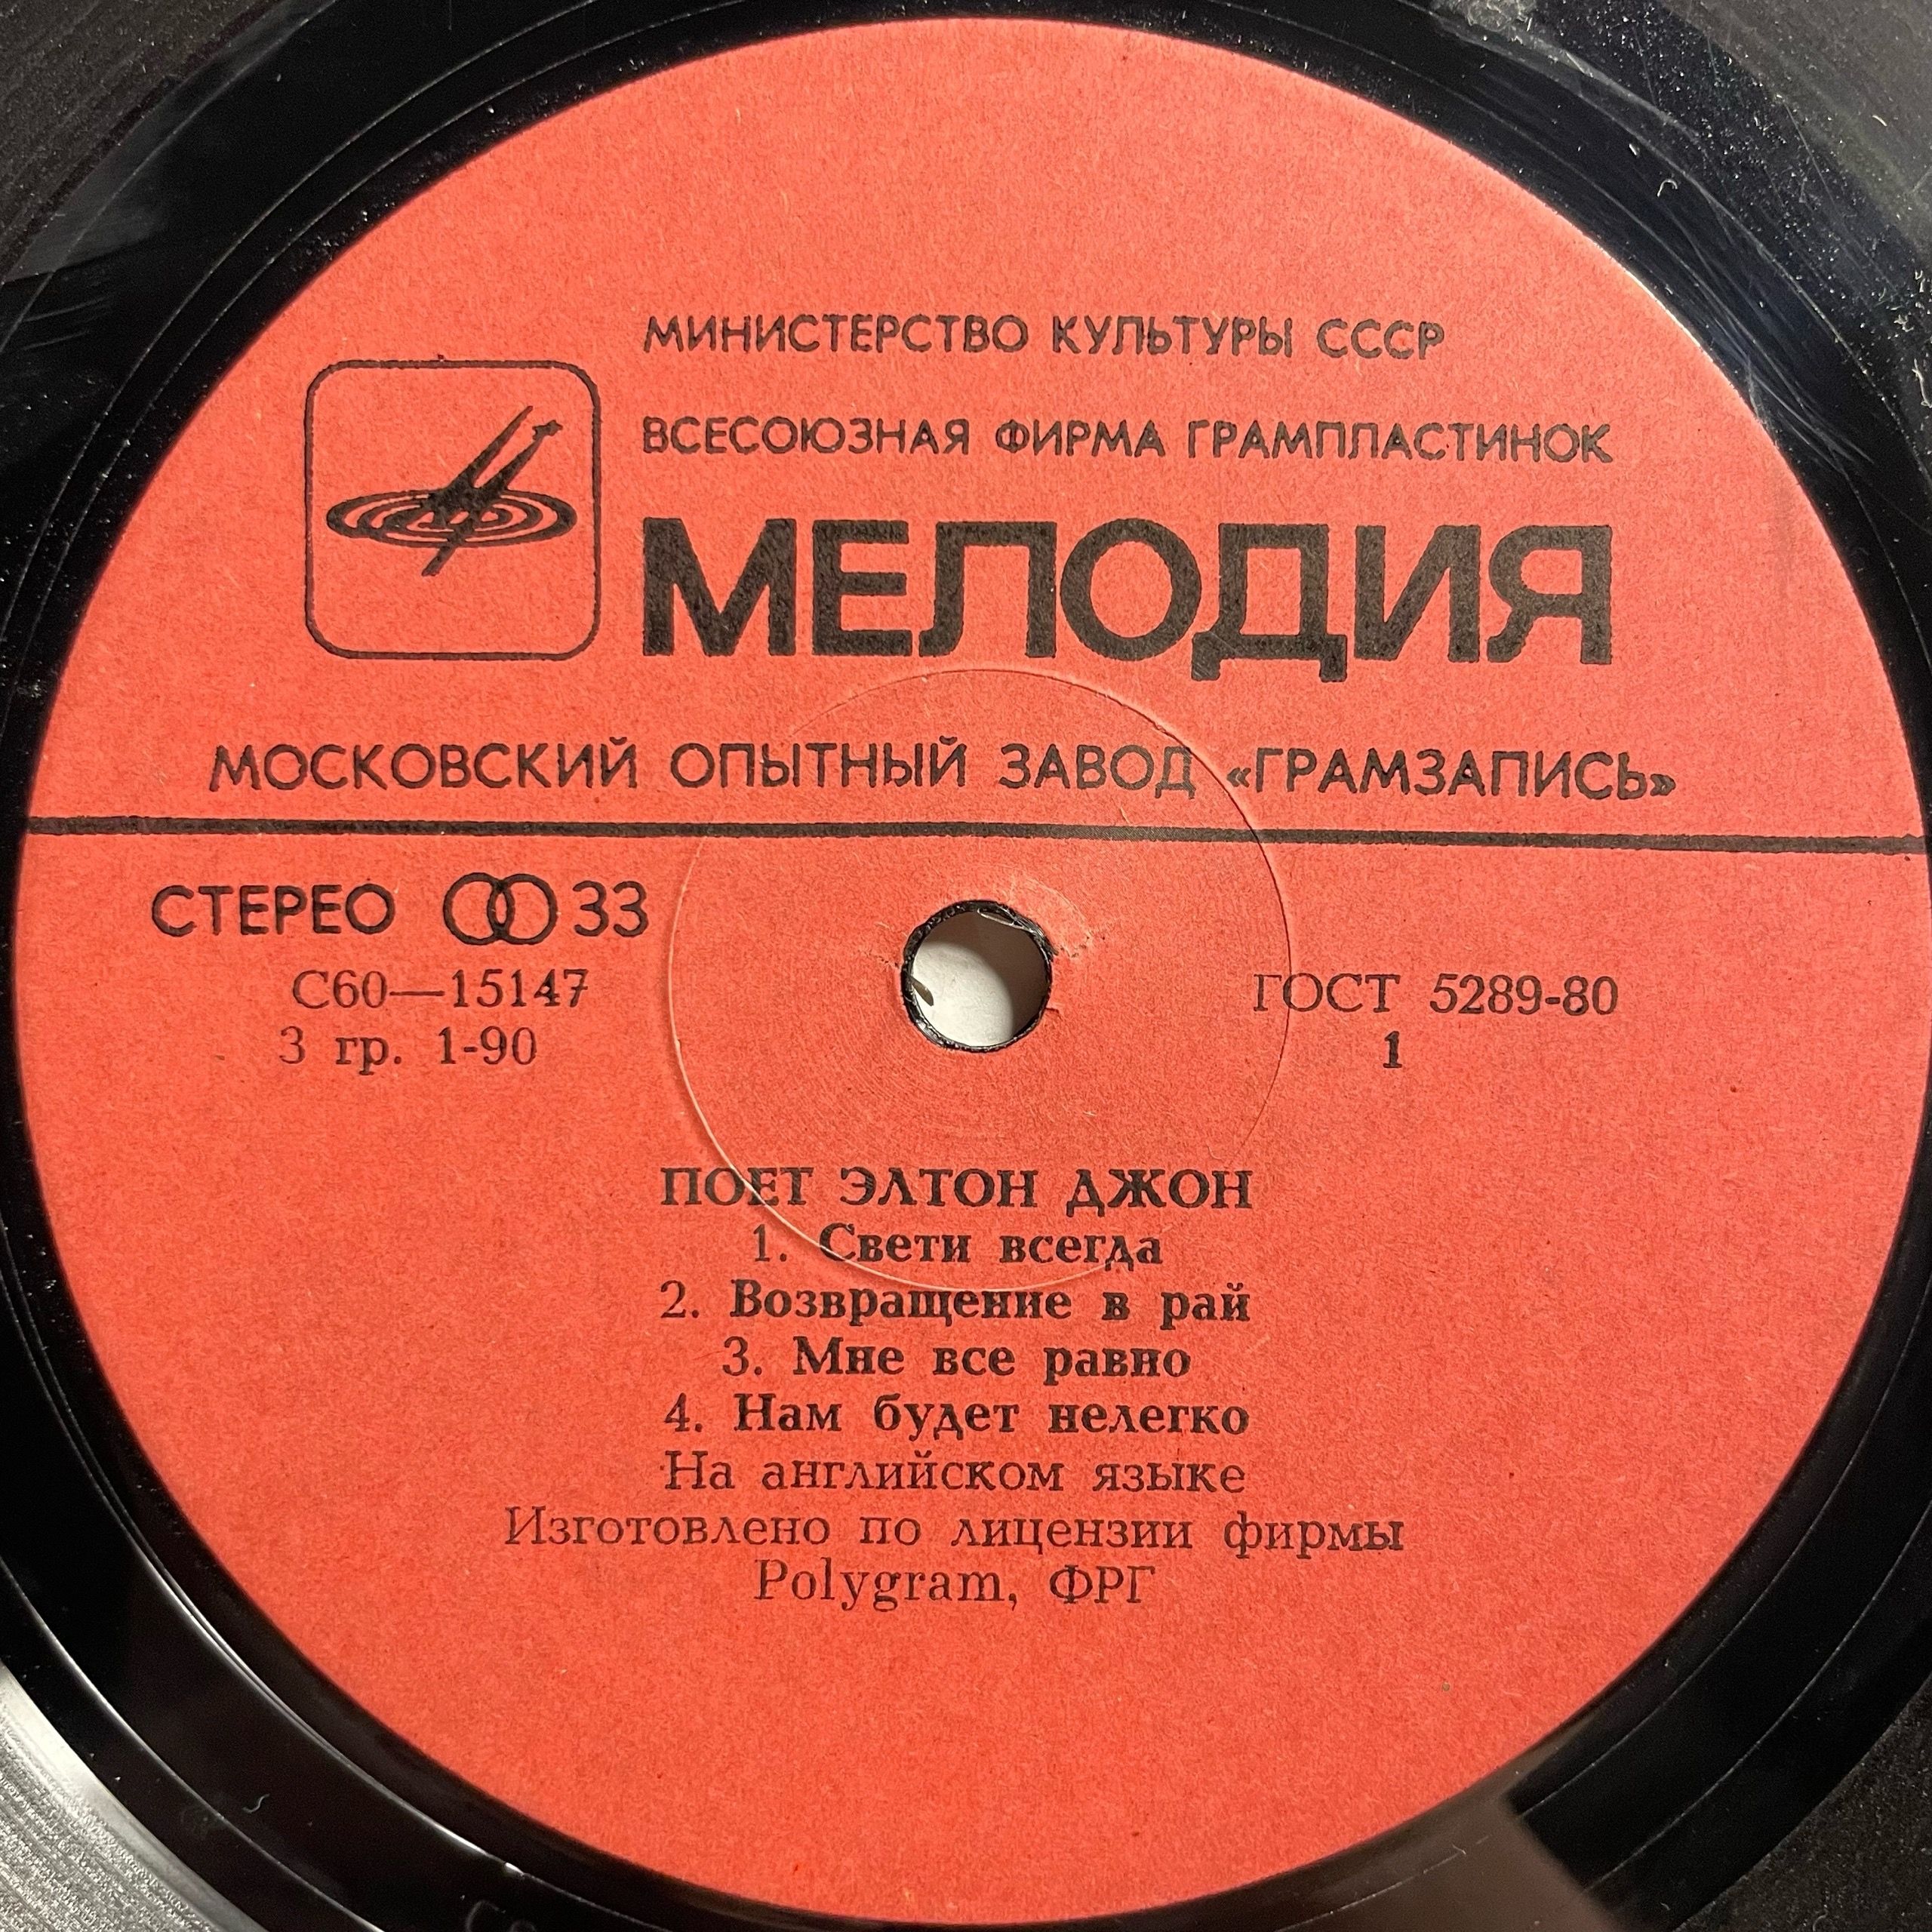 МИНИСТЕРСТВО КУЛЬТУРЫ СССР
ВСЕСОЮЗНАЯ ФИРМА ГРАМПЛАСТИНОК
МЕЛОДИЯ
МОСКОВСКИЙ ОПЫТНЫЙ ЗАВОД «ГРАМЗАПИСЬ»
СТЕРЕО 33
С60—15147
3 гр. 1-90
ГОСТ 5289-80
1
ПОЕТ ЭЛТОН ДЖОН
1. Свети всегда
2. Возвращение в рай
3. Мне все равно
4. Нам будет нелегко
На английском языке
Изготовлено по лицензии фирмы
Polygram, ФРГ